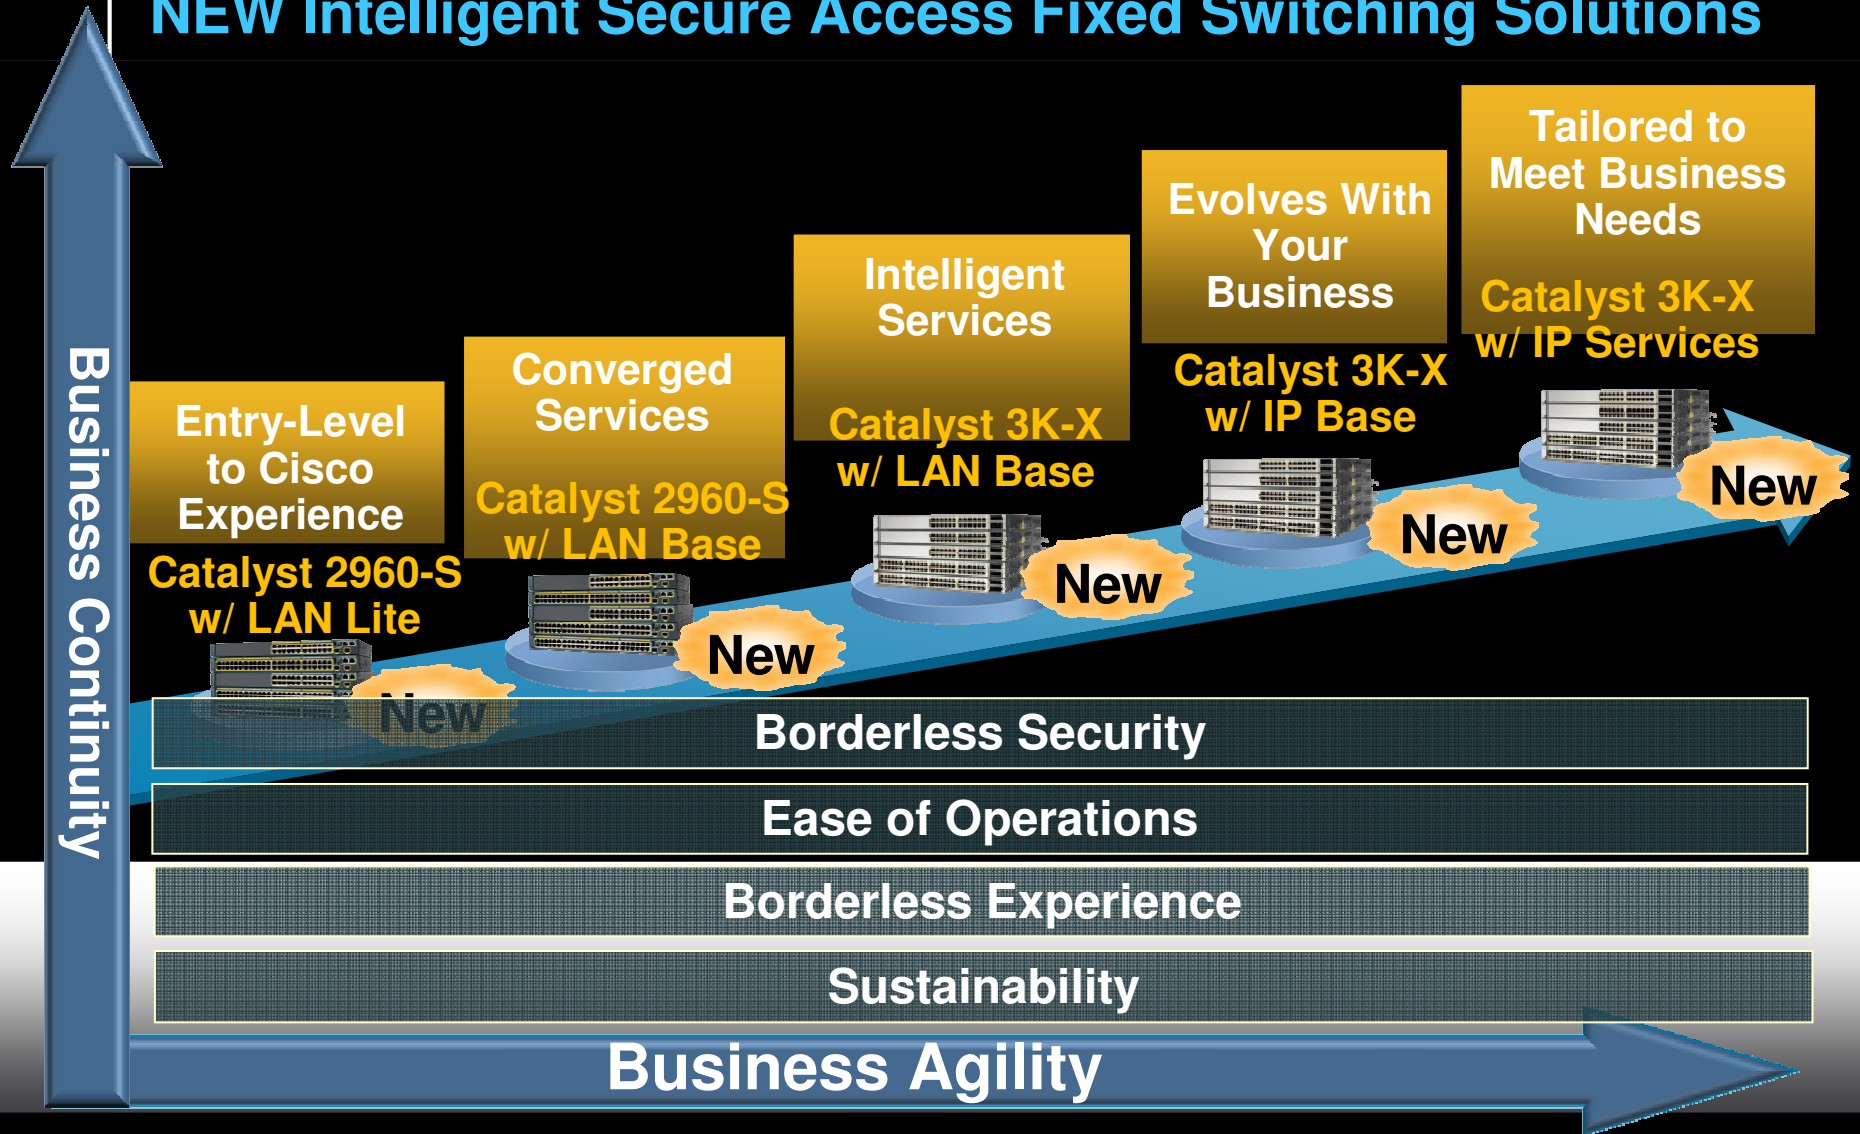 NEW Intelligent Secure Access Fixed Switching Solutions
Business Continuity
Entry-Level
to Cisco
Experience
Catalyst 2960-S
w/ LAN Lite
New
Converged
Services
Catalyst 2960-S
w/ LAN Base
New
Intelligent
Services
Catalyst 3K-X
w/ LAN Base
New
Evolves With
Your
Business
Catalyst 3K-X
w/ IP Base
New
Tailored to
Meet Business
Needs
Catalyst 3K-X
w/ IP Services
New
Borderless Security
Ease of Operations
Borderless Experience
Sustainability
Business Agility